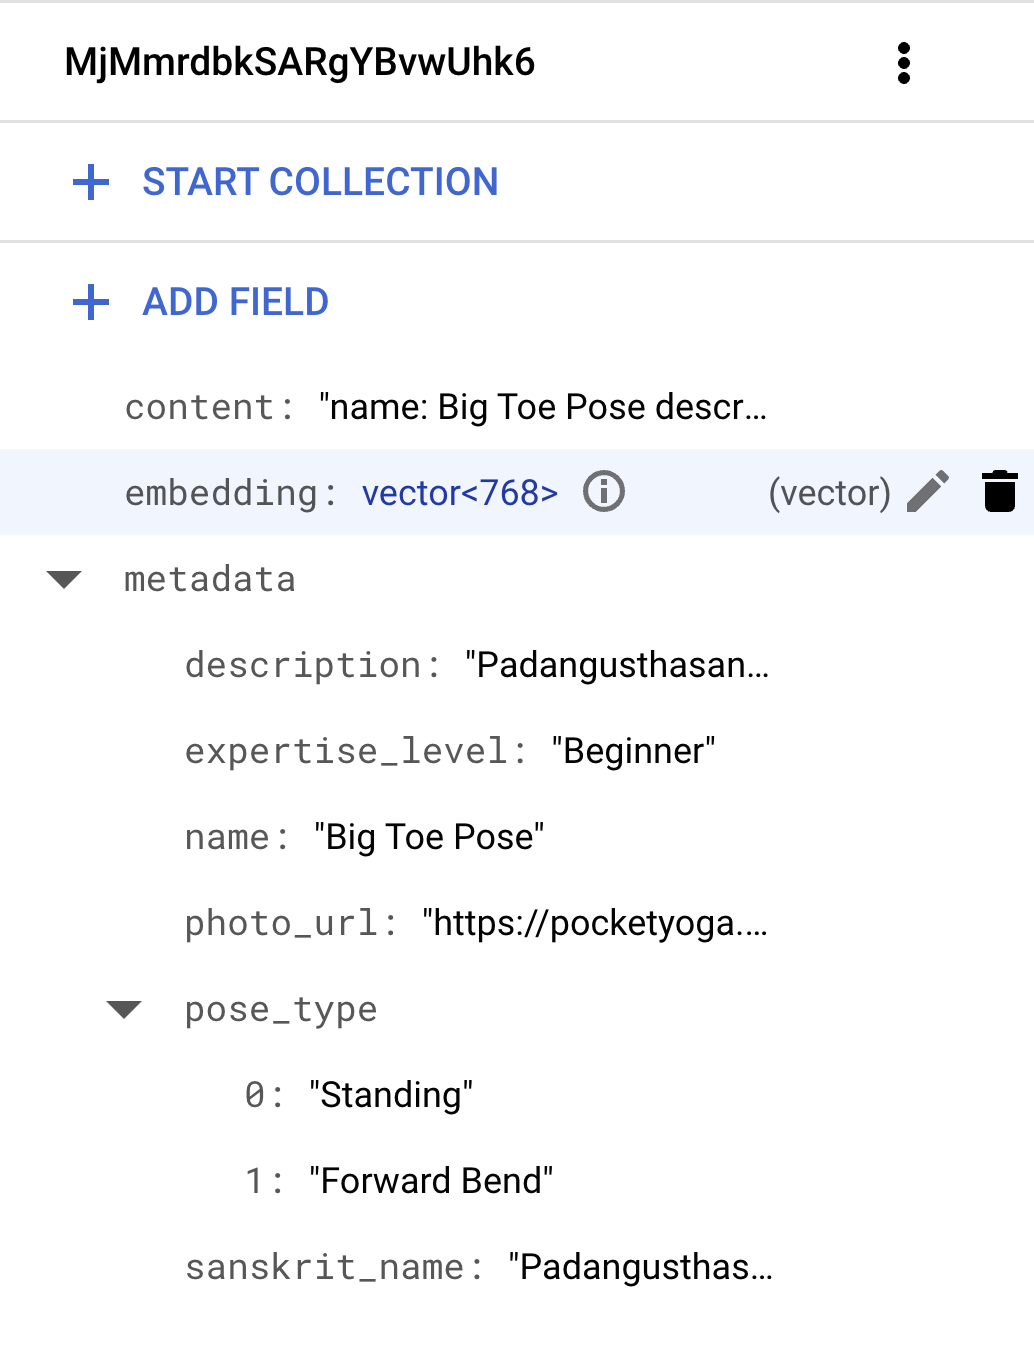 MjMmrdbkSARgYBvwUhk6
START COLLECTION
ADD FIELD
content: "name: Big Toe Pose descr...
embedding: vector<768> (vector)
metadata
description: "Padangusthasan...
expertise_level: "Beginner"
name: "Big Toe Pose"
photo_url: "https://pocketyoga....
pose_type
0: "Standing"
1: "Forward Bend"
sanskrit_name: "Padangusthas...